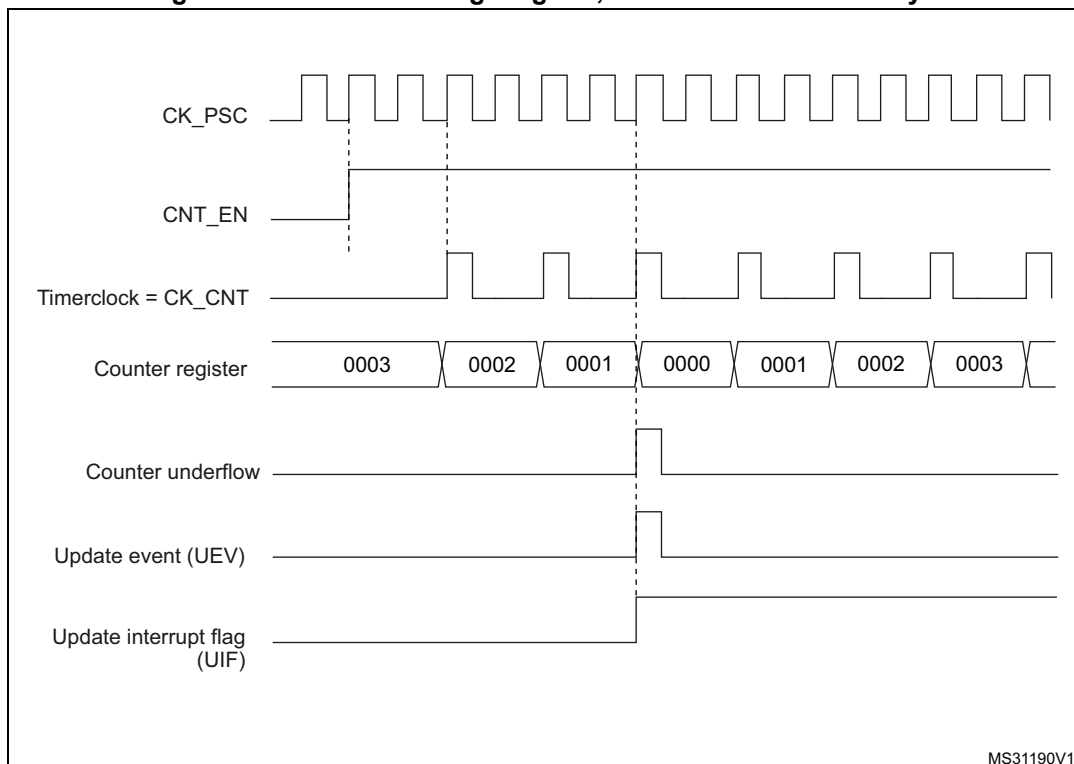 CK_PSC
CNT_EN
Timerclock = CK_CNT
Counter register
0003 0002 0001 0000 0001 0002 0003
Counter underflow
Update event (UEV)
Update interrupt flag
(UIF)
MS31190V1